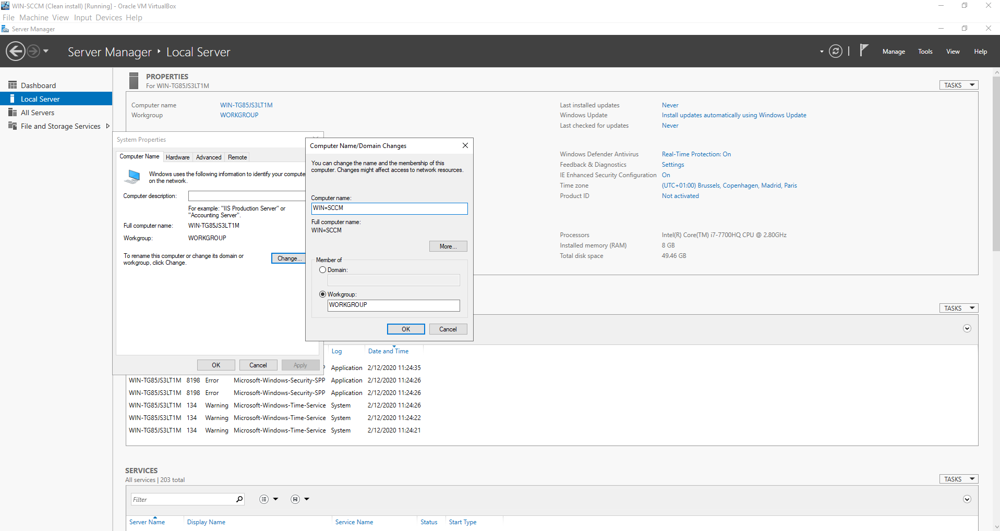 WIN-SCCM (Clean install) [Running] - Oracle VM VirtualBox
File Machine View Input Devices Help
Server Manager
Server Manager ‣ Local Server
Manage Tools View Help
Dashboard
Local Server
All Servers
File and Storage Services
PROPERTIES
For WIN-TG85JS3LT1M
TASKS
Computer name WIN-TG85JS3LT1M
Workgroup WORKGROUP
Last installed updates Never
Windows Update Install updates automatically using Windows Update
Last checked for updates Never
Windows Defender Antivirus Real-Time Protection: On
Feedback & Diagnostics Settings
IE Enhanced Security Configuration On
Time zone (UTC+01:00) Brussels, Copenhagen, Madrid, Paris
Product ID Not activated
Processors Intel(R) Core(TM) i7-7700HQ CPU @ 2.80GHz
Installed memory (RAM) 8 GB
Total disk space 49.46 GB
System Properties
Computer Name Hardware Advanced Remote
Windows uses the following information to identify your compute
on the network.
Computer description:
For example: "IIS Production Server" or
"Accounting Server".
Full computer name: WIN-TG85JS3LT1M
Workgroup: WORKGROUP
To rename this computer or change its domain or
workgroup, click Change.
Change...
OK Cancel Apply
Computer Name/Domain Changes
You can change the name and the membership of this
computer. Changes might affect access to network resources.
Computer name:
WIN=SCCM
Full computer name:
WIN=SCCM
More...
Member of
Domain:
Workgroup:
WORKGROUP
OK Cancel
TASKS
Log Date and Time
Application 2/12/2020 11:24:35
WIN-TG85JS3LT1M 8198 Error Microsoft-Windows-Security-SPP Application 2/12/2020 11:24:26
WIN-TG85JS3LT1M 8198 Error Microsoft-Windows-Security-SPP Application 2/12/2020 11:24:26
WIN-TG85JS3LT1M 134 Warning Microsoft-Windows-Time-Service System 2/12/2020 11:24:26
WIN-TG85JS3LT1M 134 Warning Microsoft-Windows-Time-Service System 2/12/2020 11:24:22
WIN-TG85JS3LT1M 134 Warning Microsoft-Windows-Time-Service System 2/12/2020 11:24:21
SERVICES
All services | 203 total
TASKS
Filter
Server Name Display Name Service Name Status Start Type